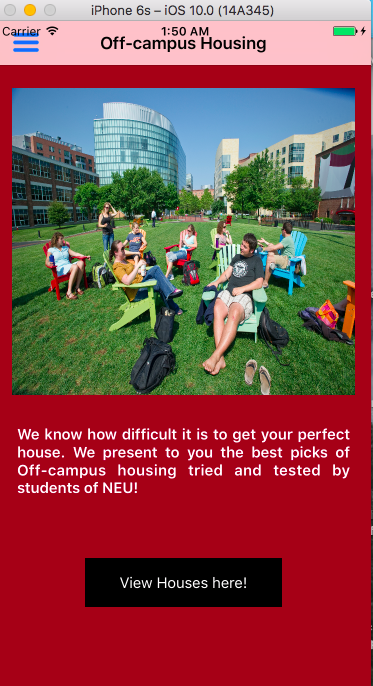 iPhone 6s – iOS 10.0 (14A345)
Carrier 1:50 AM
Off-campus Housing
We know how difficult it is to get your perfect
house. We present to you the best picks of
Off-campus housing tried and tested by
students of NEU!
View Houses here!